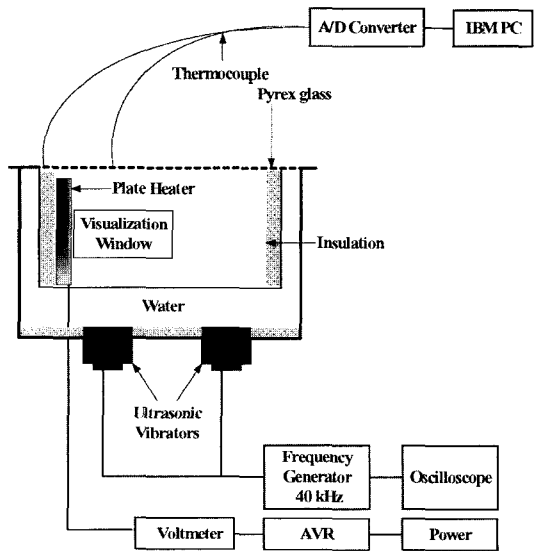 A/D Converter
IBM PC
Thermocouple
Pyrex glass
Plate Heater
Visualization
Window
Insulation
Water
Ultrasonic
Vibrators
Frequency
Generator
40 kHz
Oscilloscope
Voltmeter
AVR
Power